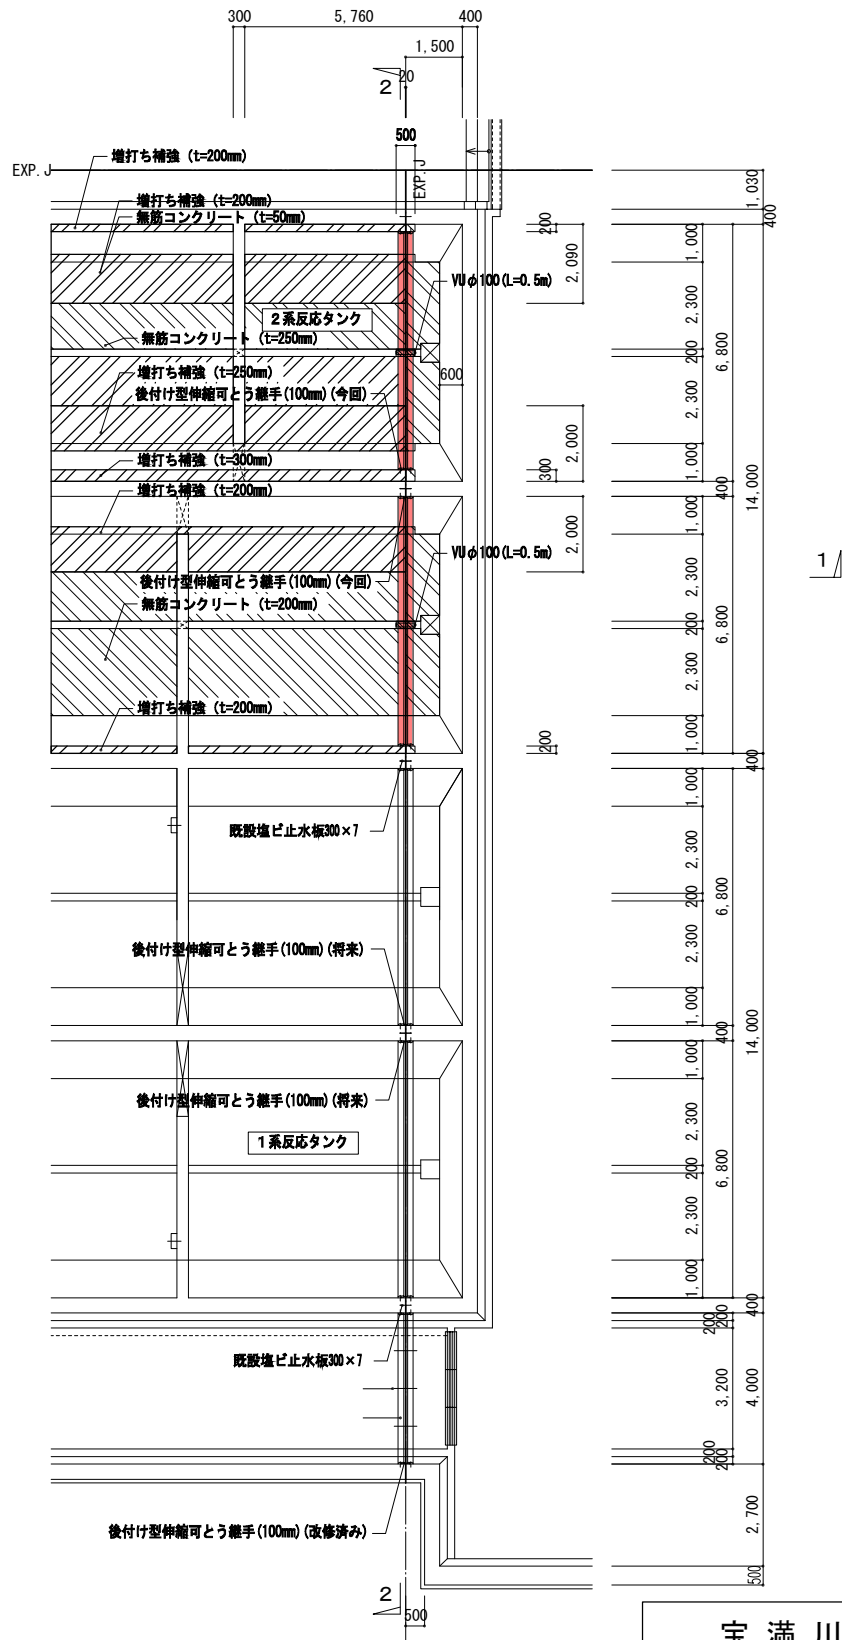 300
5,760
400
1,500
2
20
500
EXP.J
EXP.J
増打ち補強 (t=200mm)
増打ち補強 (t=200mm)
無筋コンクリート (t=50mm)
200
2,090
1,030
400
1,000
2,300
VUφ100(L=0.5m)
2系反応タンク
無筋コンクリート (t=250mm)
200
6,800
増打ち補強 (t=250mm)
600
後付け型伸縮可とう継手(100mm)(今回)
2,300
2,000
増打ち補強 (t=300mm)
300
1,000
増打ち補強 (t=200mm)
400
14,000
1,000
2,000
VUφ100(L=0.5m)
1
後付け型伸縮可とう継手(100mm)(今回)
2,300
無筋コンクリート (t=200mm)
200
6,800
2,300
増打ち補強 (t=200mm)
200
1,000
400
1,000
既設塩ビ止水板300×7
2,300
200
6,800
後付け型伸縮可とう継手(100mm)(将来)
2,300
1,000
400
14,000
1,000
後付け型伸縮可とう継手(100mm)(将来)
2,300
1系反応タンク
200
6,800
2,300
1,000
400
200
200
既設塩ビ止水板300×7
3,200
4,000
200
200
後付け型伸縮可とう継手(100mm)(改修済み)
2,700
500
2
500
宝満川